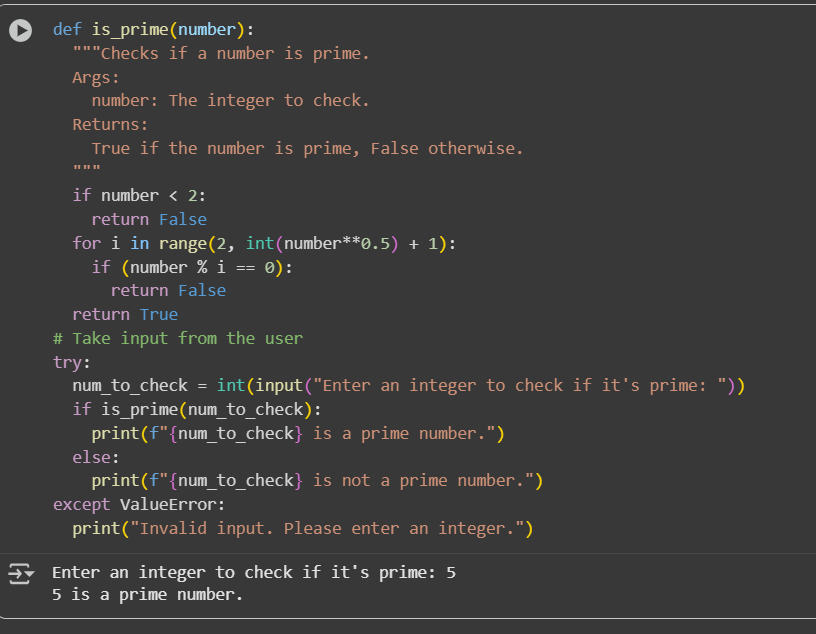 def is_prime(number):
  """Checks if a number is prime.
  Args:
    number: The integer to check.
  Returns:
    True if the number is prime, False otherwise.
  """
  if number < 2:
    return False
  for i in range(2, int(number**0.5) + 1):
    if (number % i == 0):
      return False
  return True
# Take input from the user
try:
  num_to_check = int(input("Enter an integer to check if it's prime: "))
  if is_prime(num_to_check):
    print(f"{num_to_check} is a prime number.")
  else:
    print(f"{num_to_check} is not a prime number.")
except ValueError:
  print("Invalid input. Please enter an integer.")
Enter an integer to check if it's prime: 5
5 is a prime number.